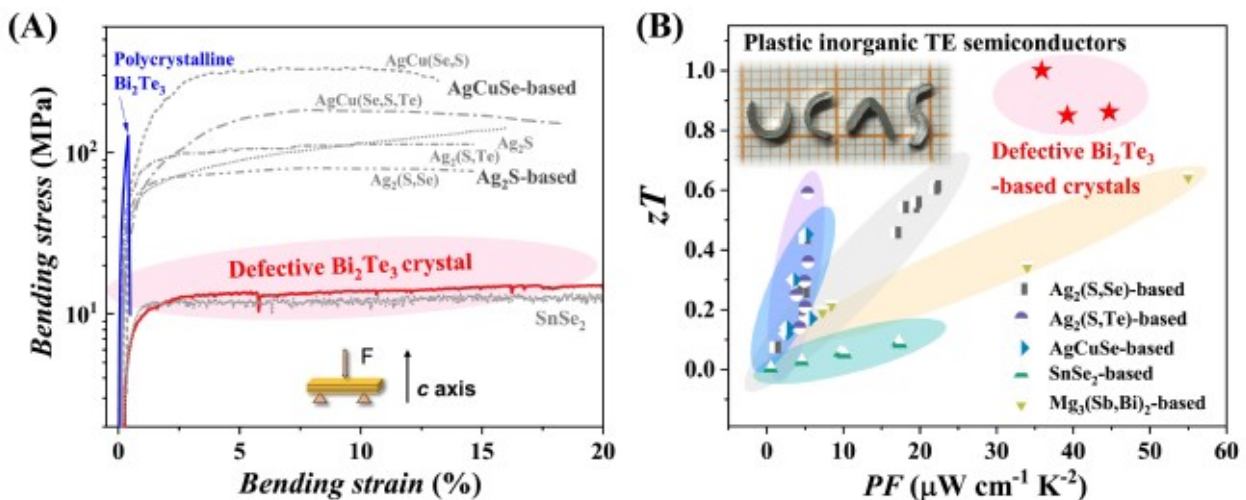 (A)
Polycrystalline
Bi₂Te₃
AgCu(Se,S)
AgCuSe-based
AgCu(Se,S,Te)
Ag₂S
Ag₂(S,Te)
Ag₂S-based
Ag₂(S,Se)
Defective Bi₂Te₃ crystal
SnSe₂
F
c axis
10²
10¹
Bending stress (MPa)
0 5 10 15 20
Bending strain (%)
(B)
Plastic inorganic TE semiconductors
UCAS
Defective Bi₂Te₃
-based crystals
Ag₂(S,Se)-based
Ag₂(S,Te)-based
AgCuSe-based
SnSe₂-based
Mg₃(Sb,Bi)₂-based
1.0
0.8
0.6
0.4
0.2
0.0
zT
0 10 20 30 40 50 60
PF (μW cm⁻¹ K⁻²)